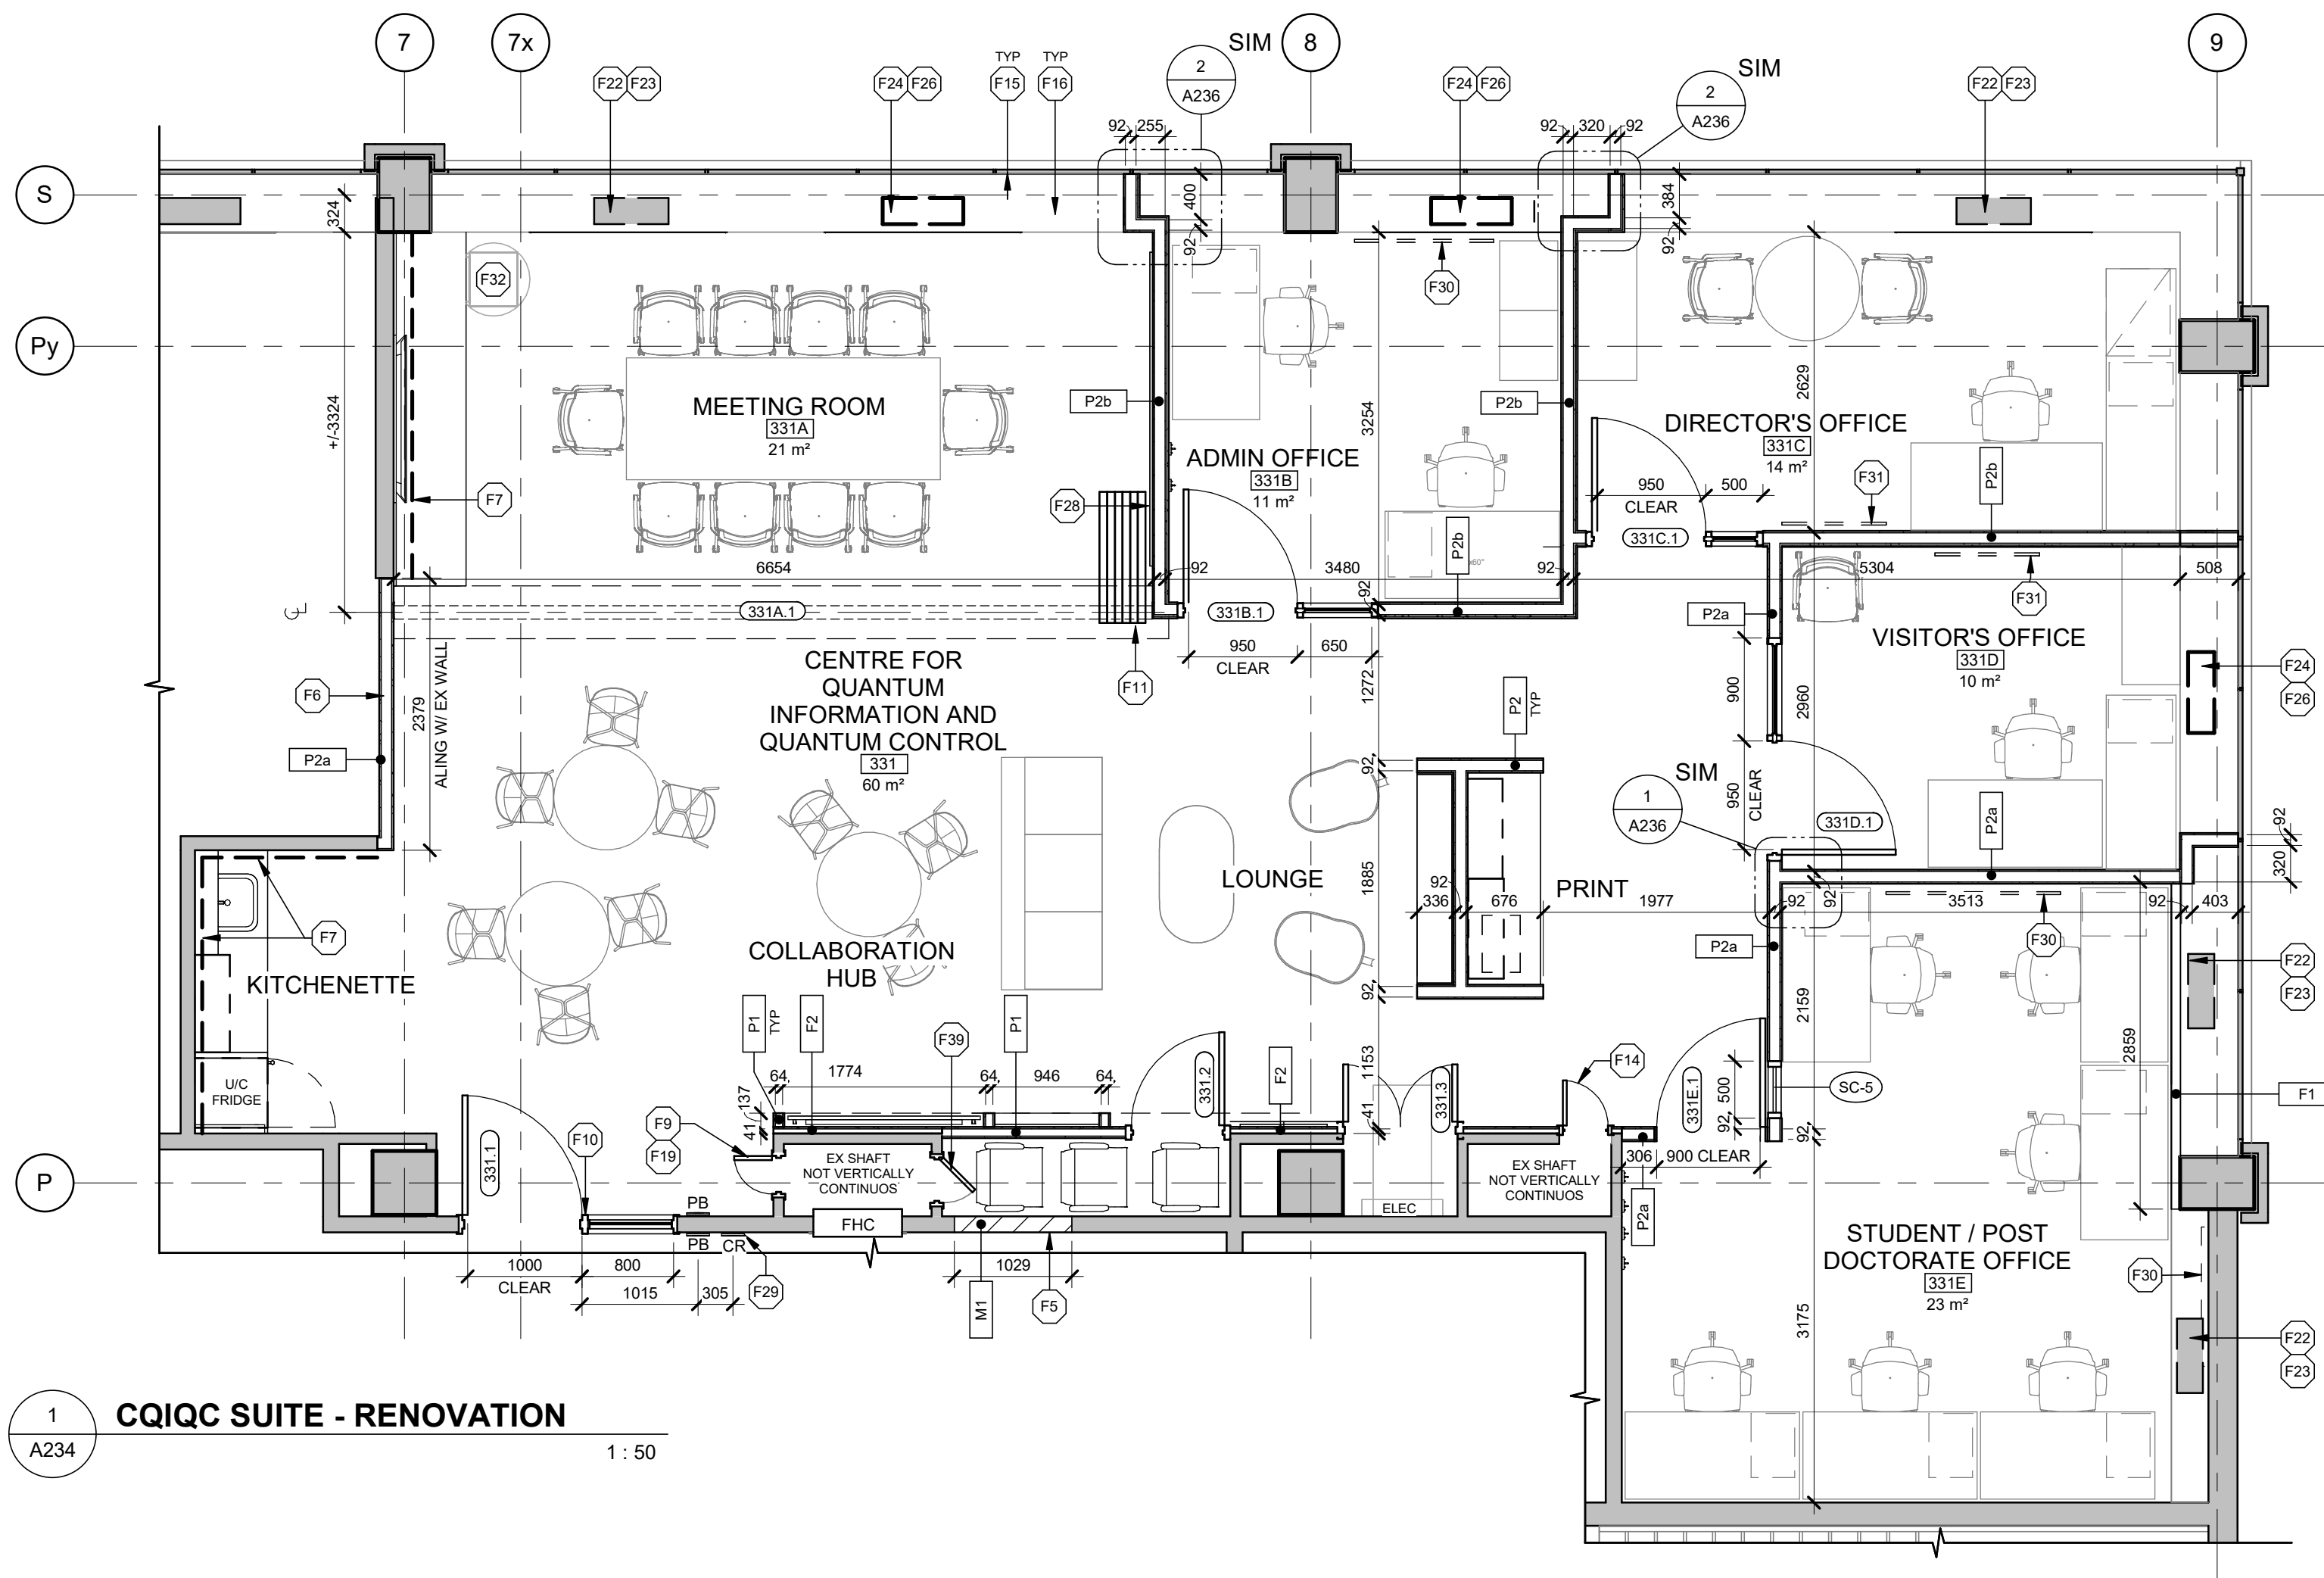 7
7x
SIM
8
9
TYP
TYP
2
A236
SIM
2
A236
F22
F23
F24
F26
F15
F16
F24
F26
F22
F23
92
255
92
320
92
S
324
400
92
384
92
F32
F30
Py
+/-3324
MEETING ROOM
331A
21 m²
P2b
3254
P2b
2629
DIRECTOR'S OFFICE
331C
14 m²
ADMIN OFFICE
331B
11 m²
F7
F28
P2b
950
CLEAR
500
331C.1
F31
P2b
6654
92
3480
92
5304
508
92
331A.1
331B.1
P2a
F31
CL
950
CLEAR
650
VISITOR'S OFFICE
331D
10 m²
F6
2379
ALING W/ EX WALL
CENTRE FOR
QUANTUM
INFORMATION AND
QUANTUM CONTROL
331
60 m²
F11
1272
P2
TYP
900
2960
F24
F26
P2a
92
SIM
1
A236
950
CLEAR
331D.1
P2a
92
320
LOUNGE
1885
92
336
676
PRINT
1977
92
92
3513
92
403
F7
KITCHENETTE
COLLABORATION
HUB
P2a
F30
F22
F23
92
P1
TYP
F2
F39
P1
2159
2859
U/C
FRIDGE
64
1774
64
946
64
331.2
F2
1153
331.3
F14
331E.1
500
SC-5
F1
137
41
41
92
92
F9
F19
F10
331.1
EX SHAFT
NOT VERTICALLY
CONTINUOS
EX SHAFT
NOT VERTICALLY
CONTINUOS
306
900 CLEAR
P
PB
FHC
ELEC
P2a
PB
CR
STUDENT / POST
DOCTORATE OFFICE
331E
23 m²
1000
CLEAR
800
1015
305
F29
1029
M1
F5
F30
3175
F22
F23
1
A234
CQIQC SUITE - RENOVATION
1 : 50